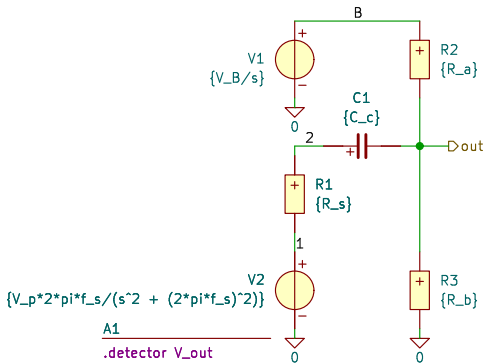 B
V1
{V_B/s}
0
R2
{R_a}
C1
{C_c}
2
out
R1
{R_s}
1
V2
{V_p*2*pi*f_s/(s^2 + (2*pi*f_s)^2)}
0
R3
{R_b}
0
A1
.detector V_out